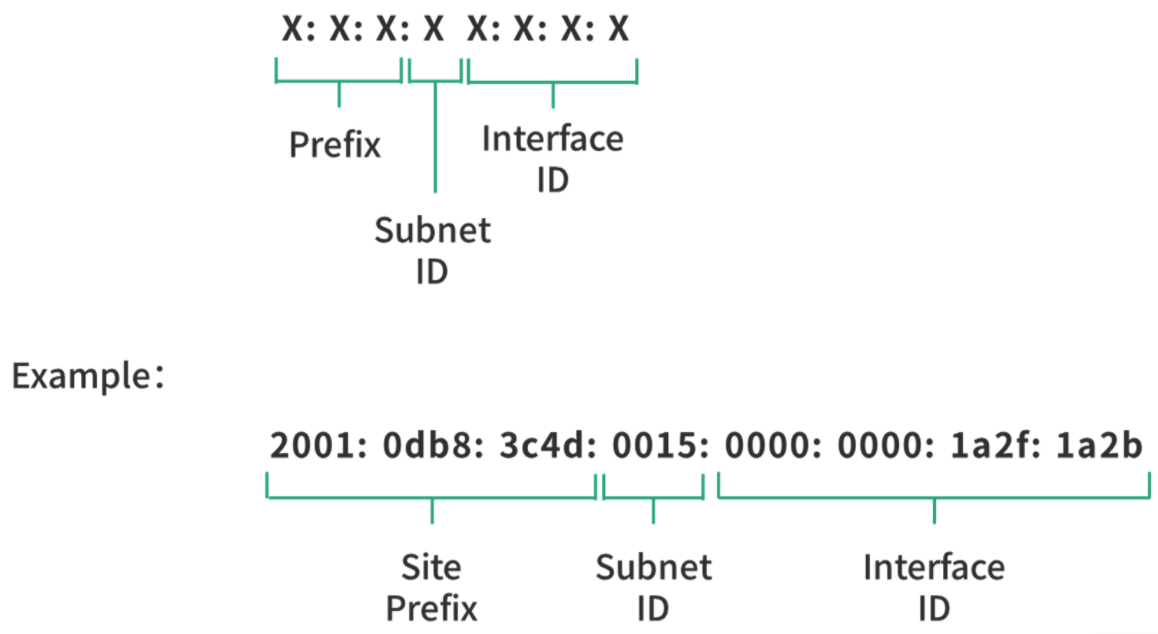 X: X: X: X X: X: X: X
Prefix
Interface
ID
Subnet
ID
Example:
2001: 0db8: 3c4d: 0015: 0000: 0000: 1a2f: 1a2b
Site
Prefix
Subnet
ID
Interface
ID